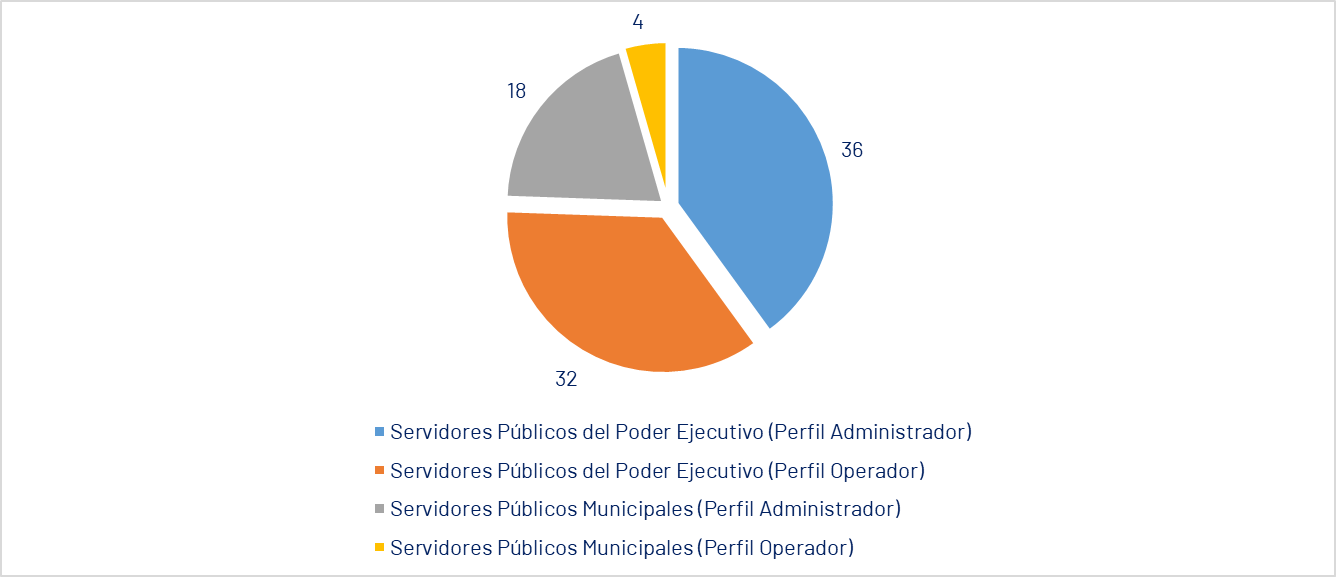 4
18
36
32
Servidores Públicos del Poder Ejecutivo (Perfil Administrador)
Servidores Públicos del Poder Ejecutivo (Perfil Operador)
Servidores Públicos Municipales (Perfil Administrador)
Servidores Públicos Municipales (Perfil Operador)